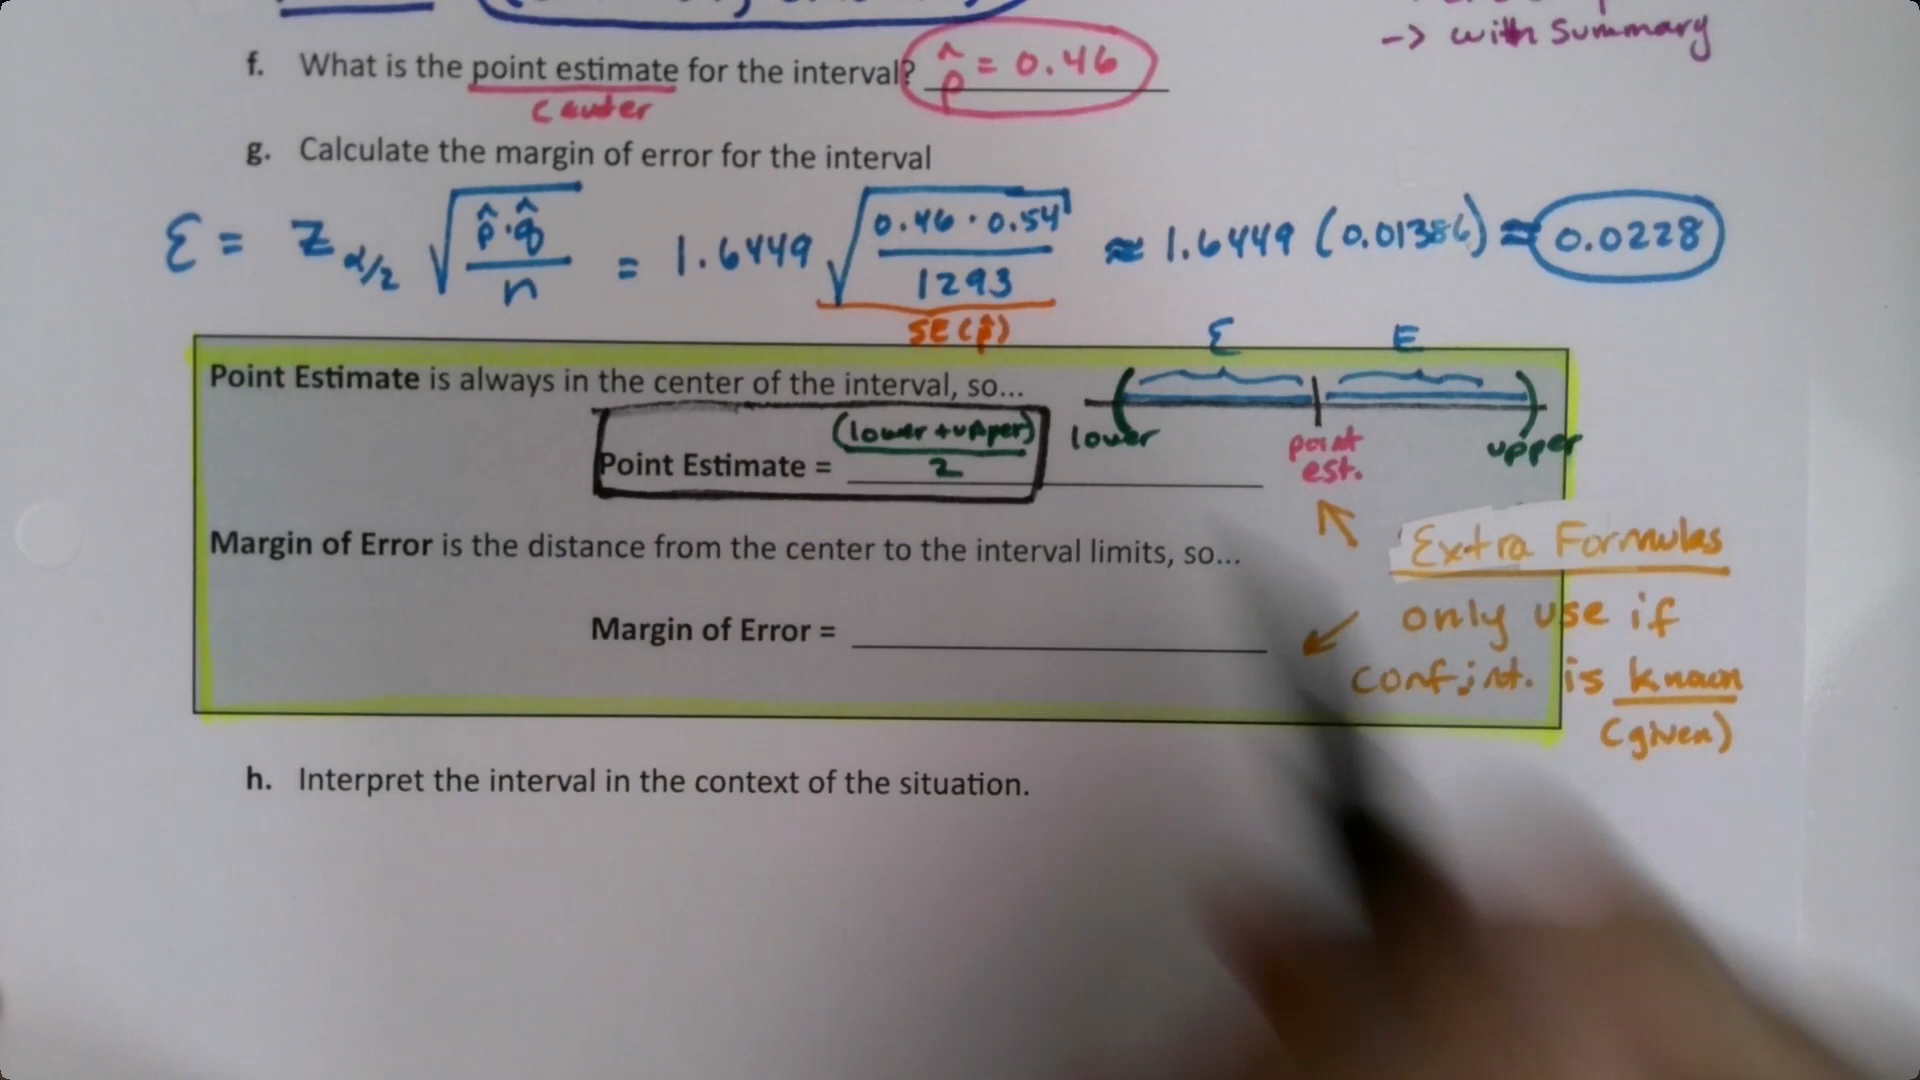 -> with Summary
f. What is the point estimate for the interval? p̂ = 0.46
center
g. Calculate the margin of error for the interval
Ɛ = Z α/2 √(p̂·q̂ / n) = 1.6449 √(0.46 · 0.54 / 1293) ≈ 1.6449 (0.01386) ≈ 0.0228
SE(p̂)
Ɛ E
Point Estimate is always in the center of the interval, so...
lower point est. upper
Point Estimate = (lower + upper) / 2
Extra Formulas
Margin of Error is the distance from the center to the interval limits, so...
only use if
Margin of Error =
conf. int. is known
(given)
h. Interpret the interval in the context of the situation.